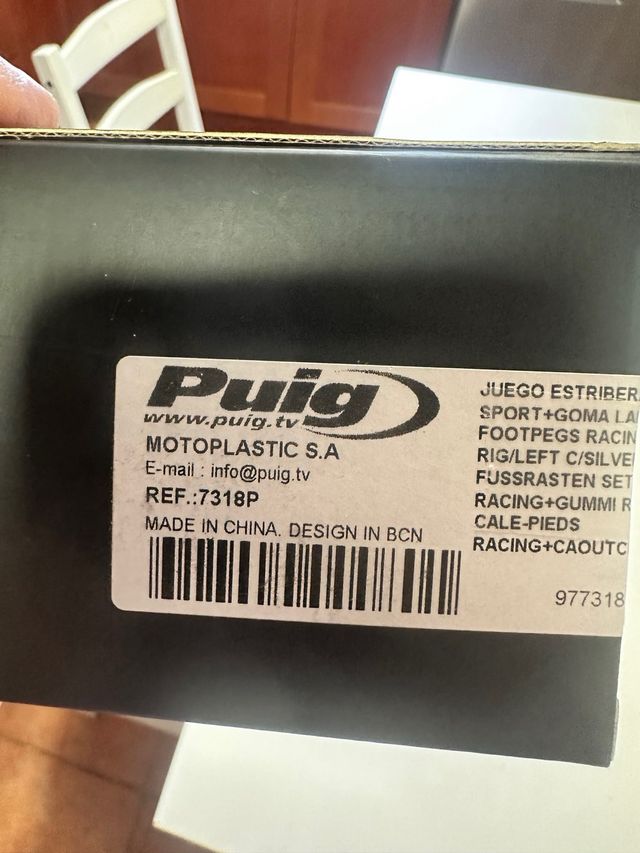 Puig
www.puig.tv
MOTOPLASTIC S.A
E-mail : info@puig.tv
REF.:7318P
MADE IN CHINA. DESIGN IN BCN
JUEGO ESTRIBER
SPORT+GOMA
FOOTPEGS RACIN
RIG/LEFT C/SILVE
FUSSRASTEN SET
RACING+GUMMI R
CALE-PIEDS
RACING+CAOUTC
977318